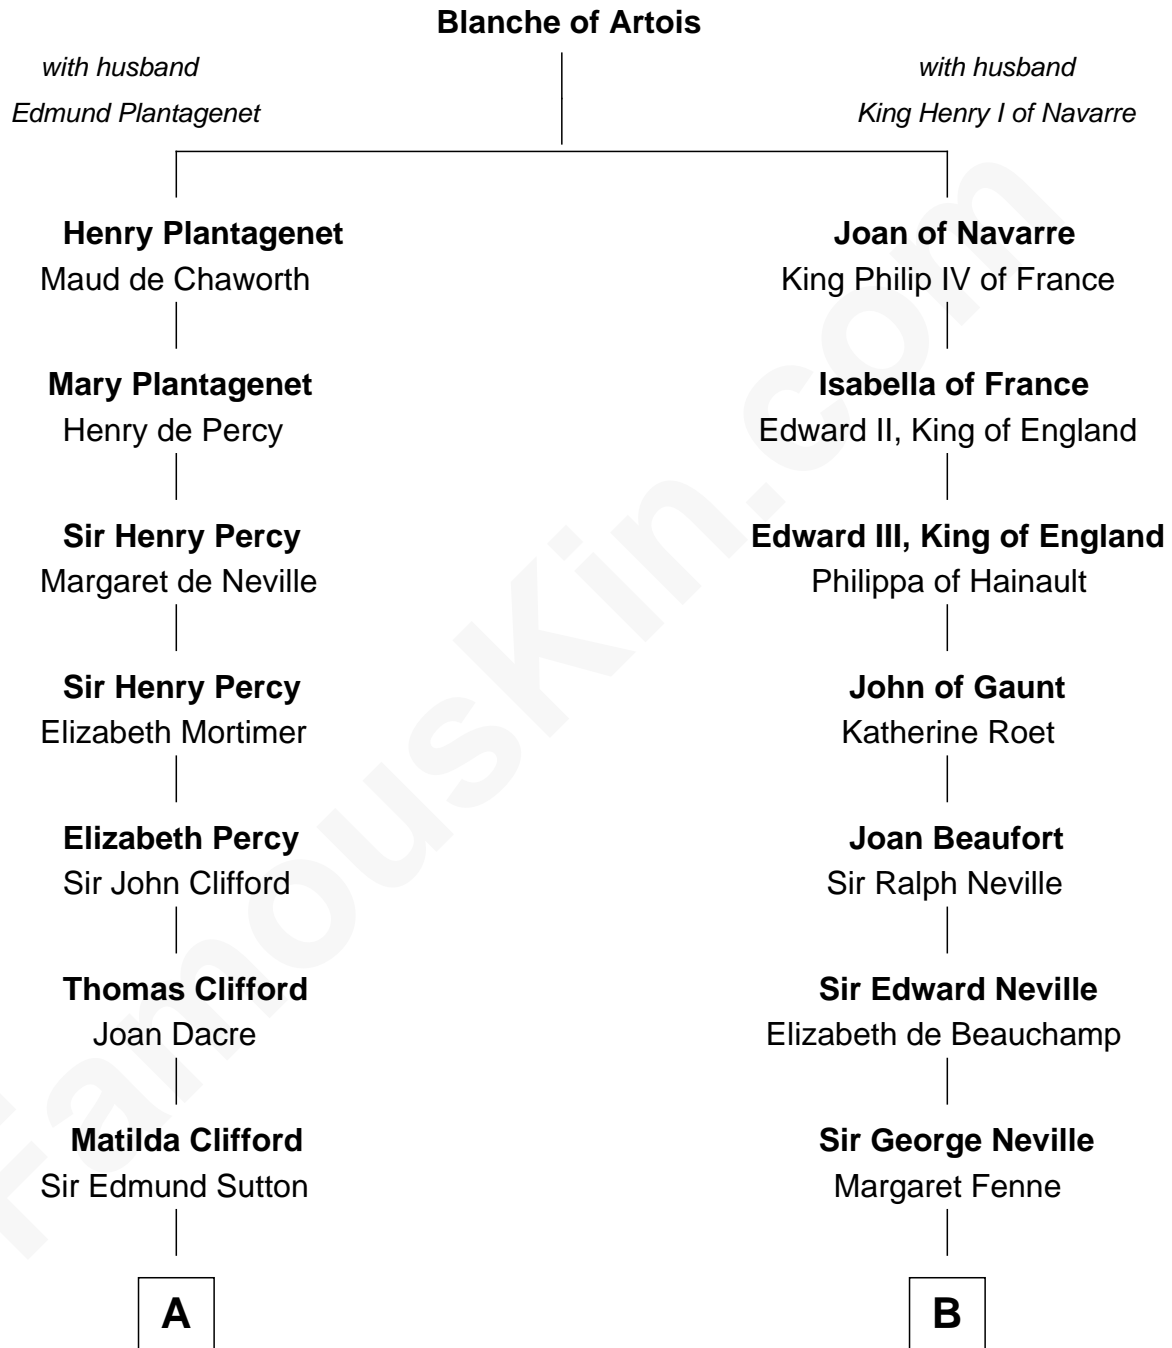 Blanche of Artois
with husband
Edmund Plantagenet
with husband
King Henry I of Navarre
Henry Plantagenet
Maud de Chaworth
Joan of Navarre
King Philip IV of France
Mary Plantagenet
Henry de Percy
Isabella of France
Edward II, King of England
Sir Henry Percy
Margaret de Neville
Edward III, King of England
Philippa of Hainault
Sir Henry Percy
Elizabeth Mortimer
John of Gaunt
Katherine Roet
Elizabeth Percy
Sir John Clifford
Joan Beaufort
Sir Ralph Neville
Thomas Clifford
Joan Dacre
Sir Edward Neville
Elizabeth de Beauchamp
Matilda Clifford
Sir Edmund Sutton
Sir George Neville
Margaret Fenne
A
B
FamousKin.com